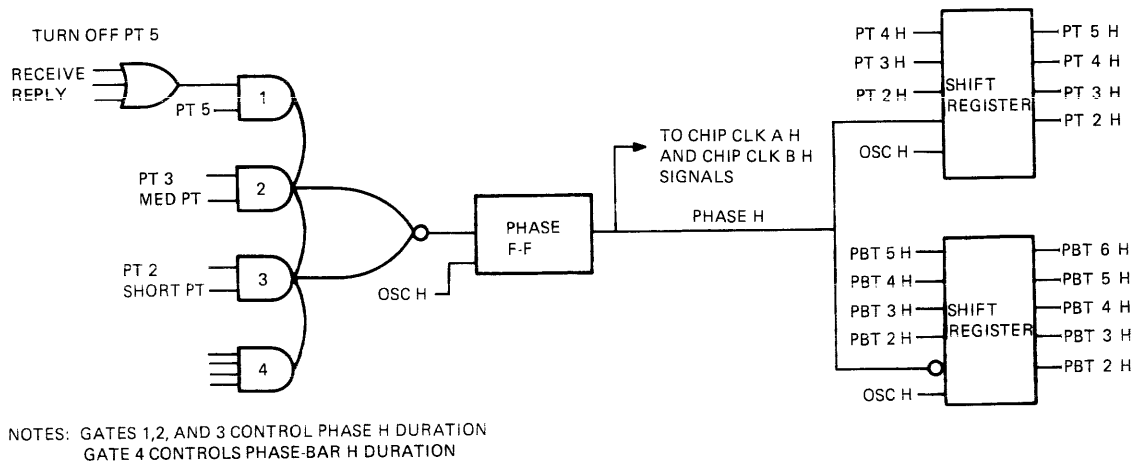 TURN OFF PT 5
RECEIVE
REPLY
PT 5
1
PT 3
MED PT
2
PT 2
SHORT PT
3
4
PHASE
F-F
OSC H
TO CHIP CLK A H
AND CHIP CLK B H
SIGNALS
PHASE H
PT 4 H
PT 3 H
PT 2 H
OSC H
SHIFT
REGISTER
PT 5 H
PT 4 H
PT 3 H
PT 2 H
PBT 5 H
PBT 4 H
PBT 3 H
PBT 2 H
OSC H
SHIFT
REGISTER
PBT 6 H
PBT 5 H
PBT 4 H
PBT 3 H
PBT 2 H
NOTES: GATES 1,2, AND 3 CONTROL PHASE H DURATION
GATE 4 CONTROLS PHASE-BAR H DURATION